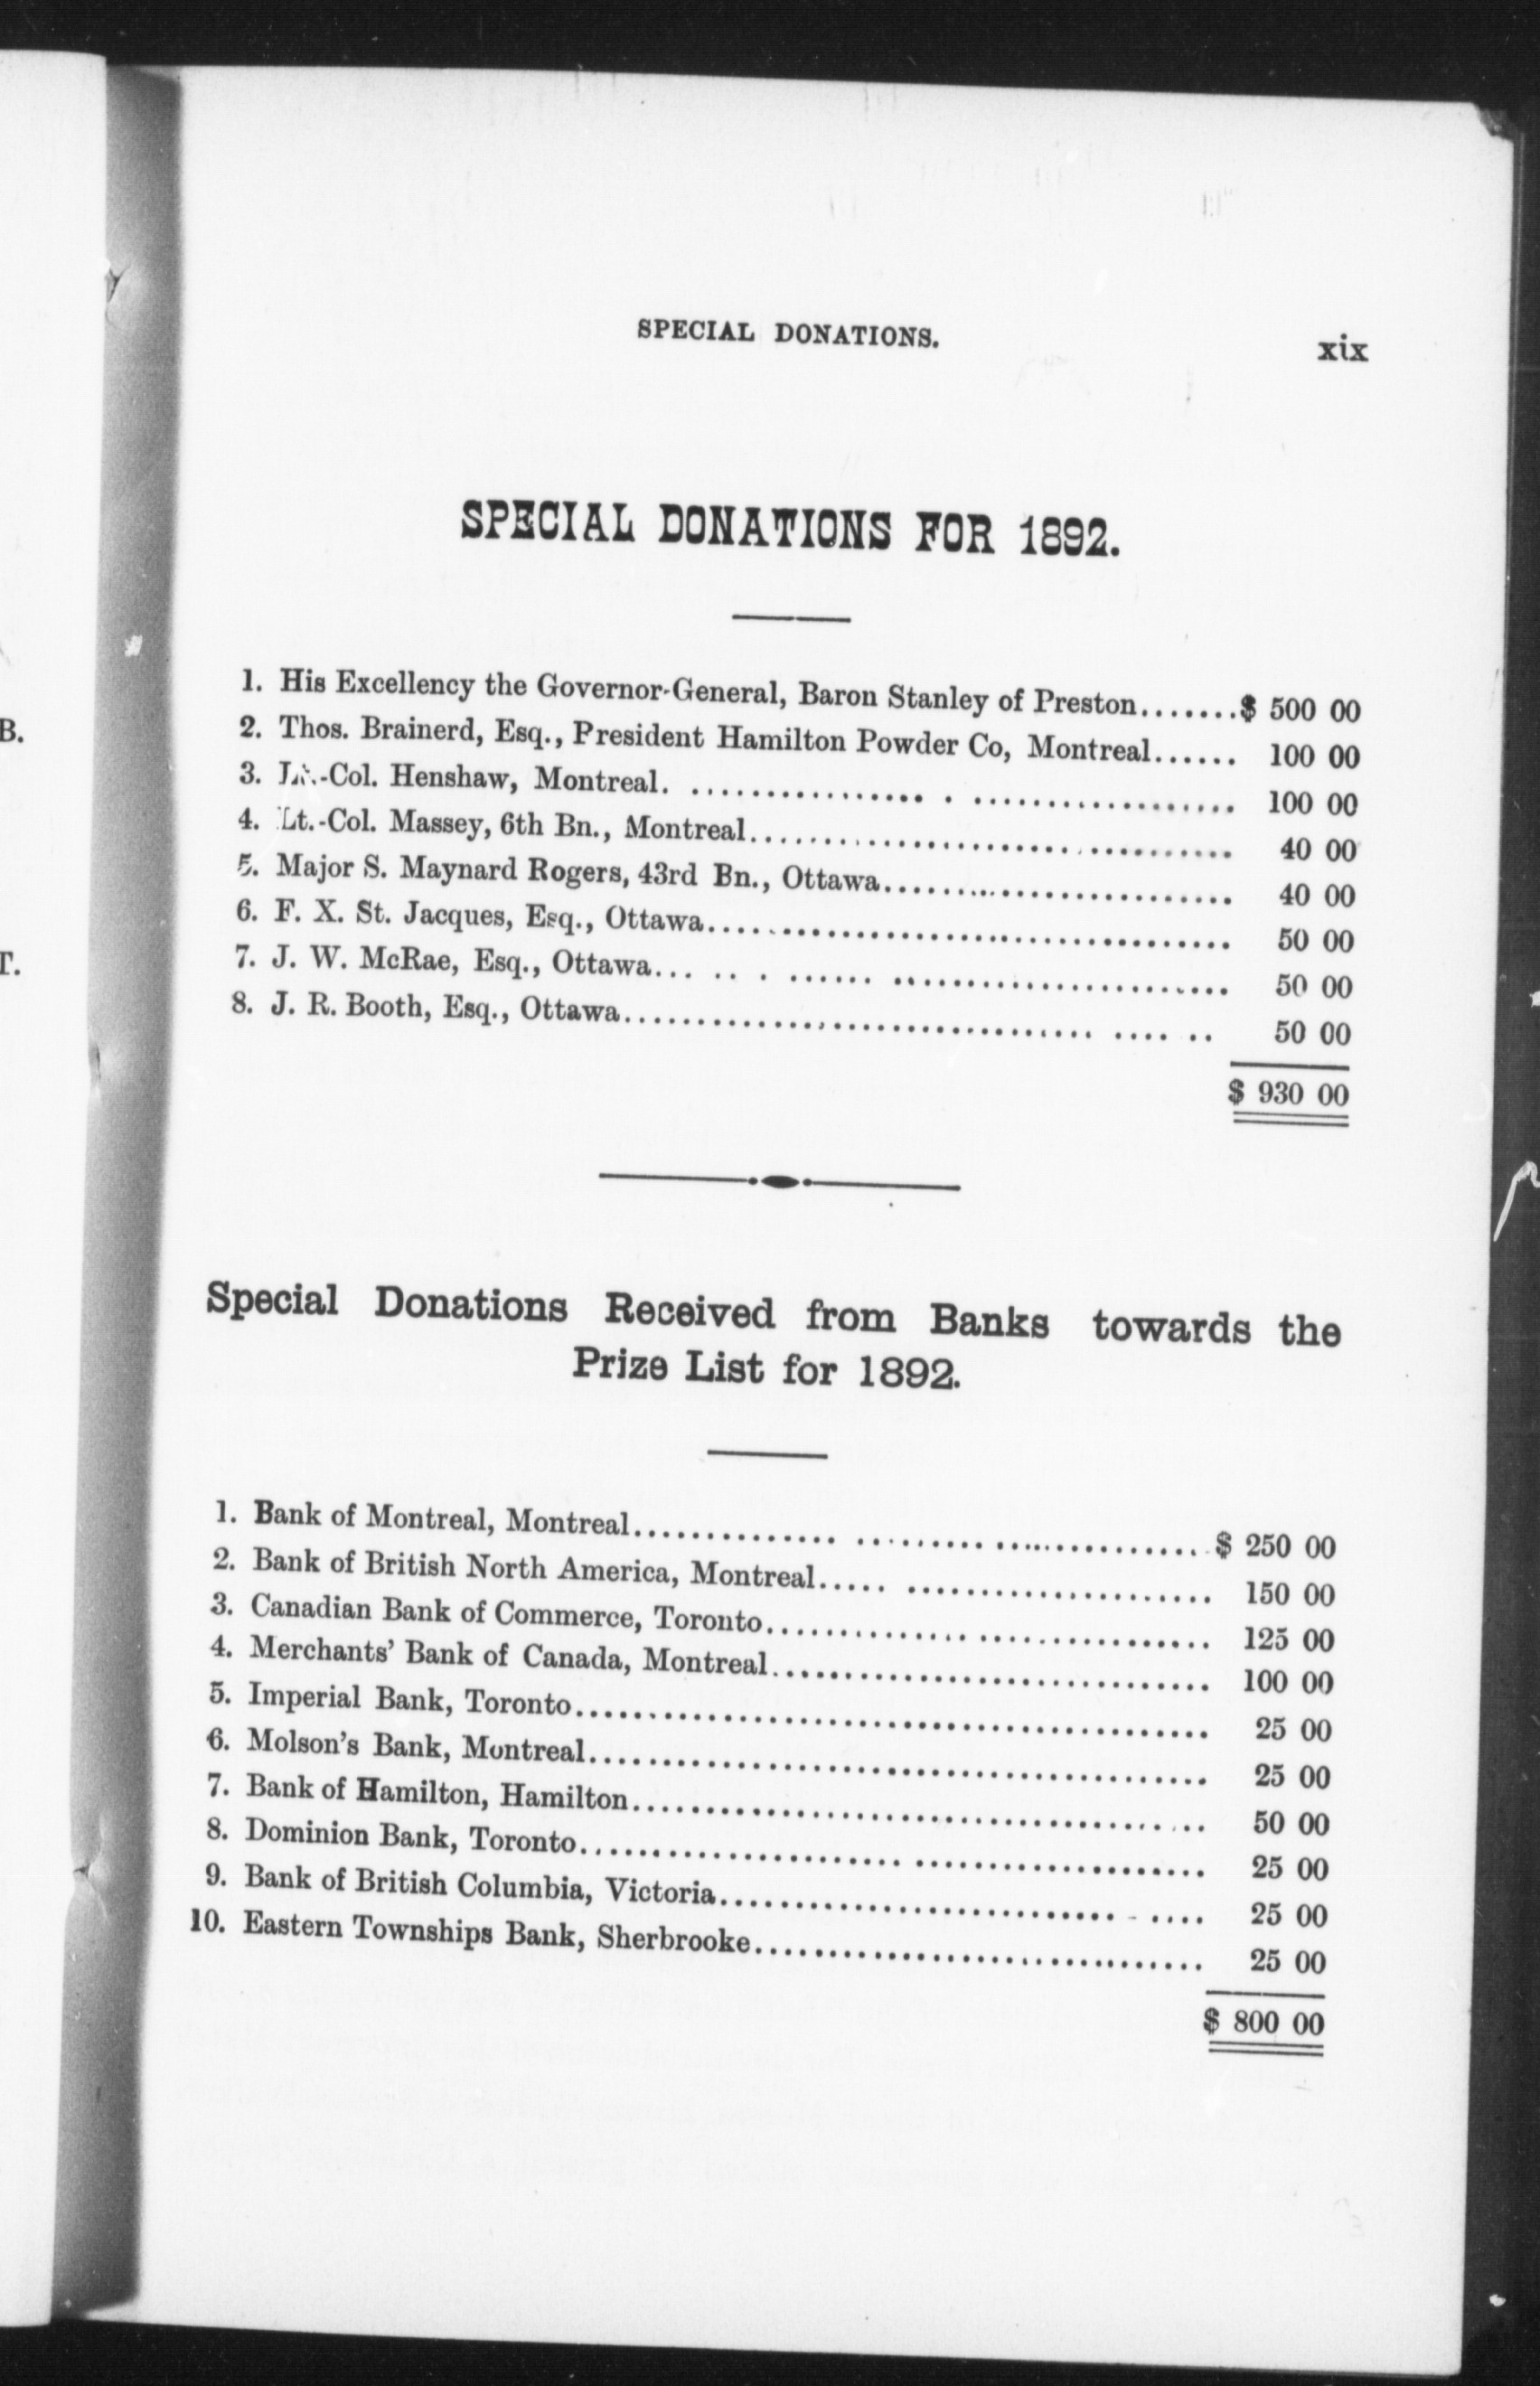 B.
T.
SPECIAL DONATIONS.
xix
SPECIAL DONATIONS FOR 1892.
1. His Excellency the Governor-General, Baron Stanley of Preston.......$ 500 00
2. Thos. Brainerd, Esq., President Hamilton Powder Co, Montreal...... 100 00
3. Lt.-Col. Henshaw, Montreal. ................ . .................. 100 00
4. Lt.-Col. Massey, 6th Bn., Montreal................................. 40 00
5. Major S. Maynard Rogers, 43rd Bn., Ottawa........................ 40 00
6. F. X. St. Jacques, Esq., Ottawa.................................... 50 00
7. J. W. McRae, Esq., Ottawa... .. . ...... ....................... 50 00
8. J. R. Booth, Esq., Ottawa................................ .... .. 50 00
$ 930 00
Special Donations Received from Banks towards the
Prize List for 1892.
1. Bank of Montreal, Montreal.............. ......... ..............$ 250 00
2. Bank of British North America, Montreal..... ..................... 150 00
3. Canadian Bank of Commerce, Toronto.............. ................ 125 00
4. Merchants' Bank of Canada, Montreal.............................. 100 00
5. Imperial Bank, Toronto........................................... 25 00
6. Molson's Bank, Montreal.......................................... 25 00
7. Bank of Hamilton, Hamilton....................................... 50 00
8. Dominion Bank, Toronto...................... .................... 25 00
9. Bank of British Columbia, Victoria........................... - .... 25 00
10. Eastern Townships Bank, Sherbrooke............................... 25 00
$ 800 00